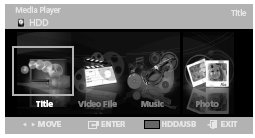 Media Player
Title
HDD
Title Video File Music Photo
MOVE ENTER HDD/USB EXIT